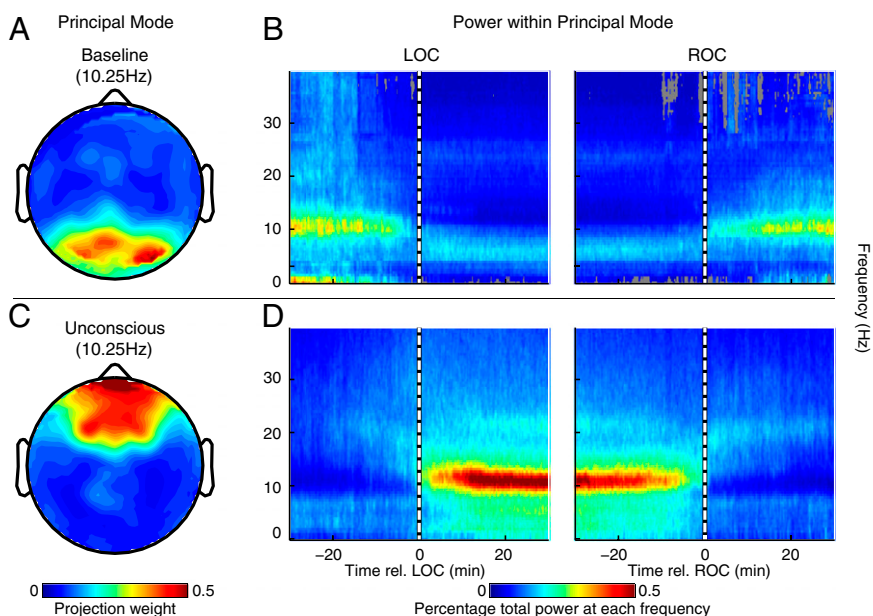 Principal Mode
Power within Principal Mode
A
B
Baseline
(10.25Hz)
LOC
ROC
30
20
10
0
Frequency (Hz)
C
D
Unconscious
(10.25Hz)
30
20
10
0
−20
0
20
−20
0
20
Time rel. LOC (min)
Time rel. ROC (min)
0
0.5
Projection weight
0
0.5
Percentage total power at each frequency